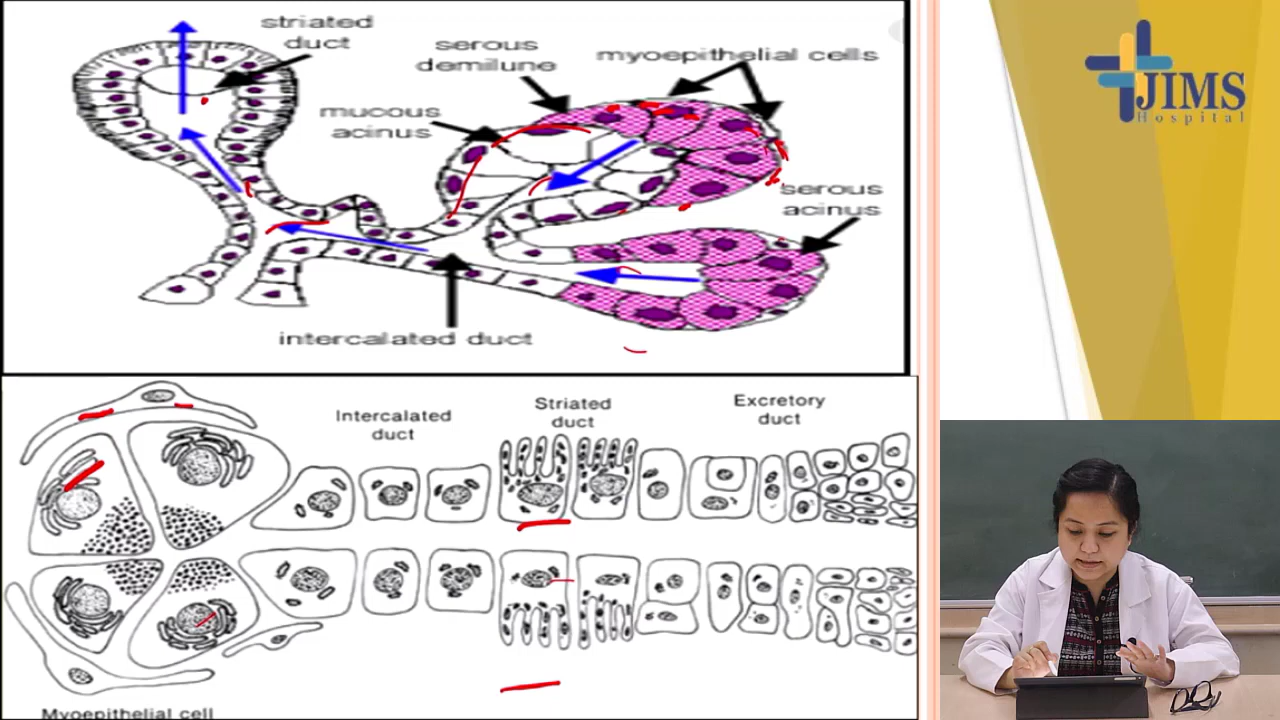 striated
duct
serous
demilune
myoepithelial cells
mucous
acinus
serous
acinus
intercalated duct
Intercalated
duct
Striated
duct
Excretory
duct
Myoepithelial cell
JIMS
Hospital